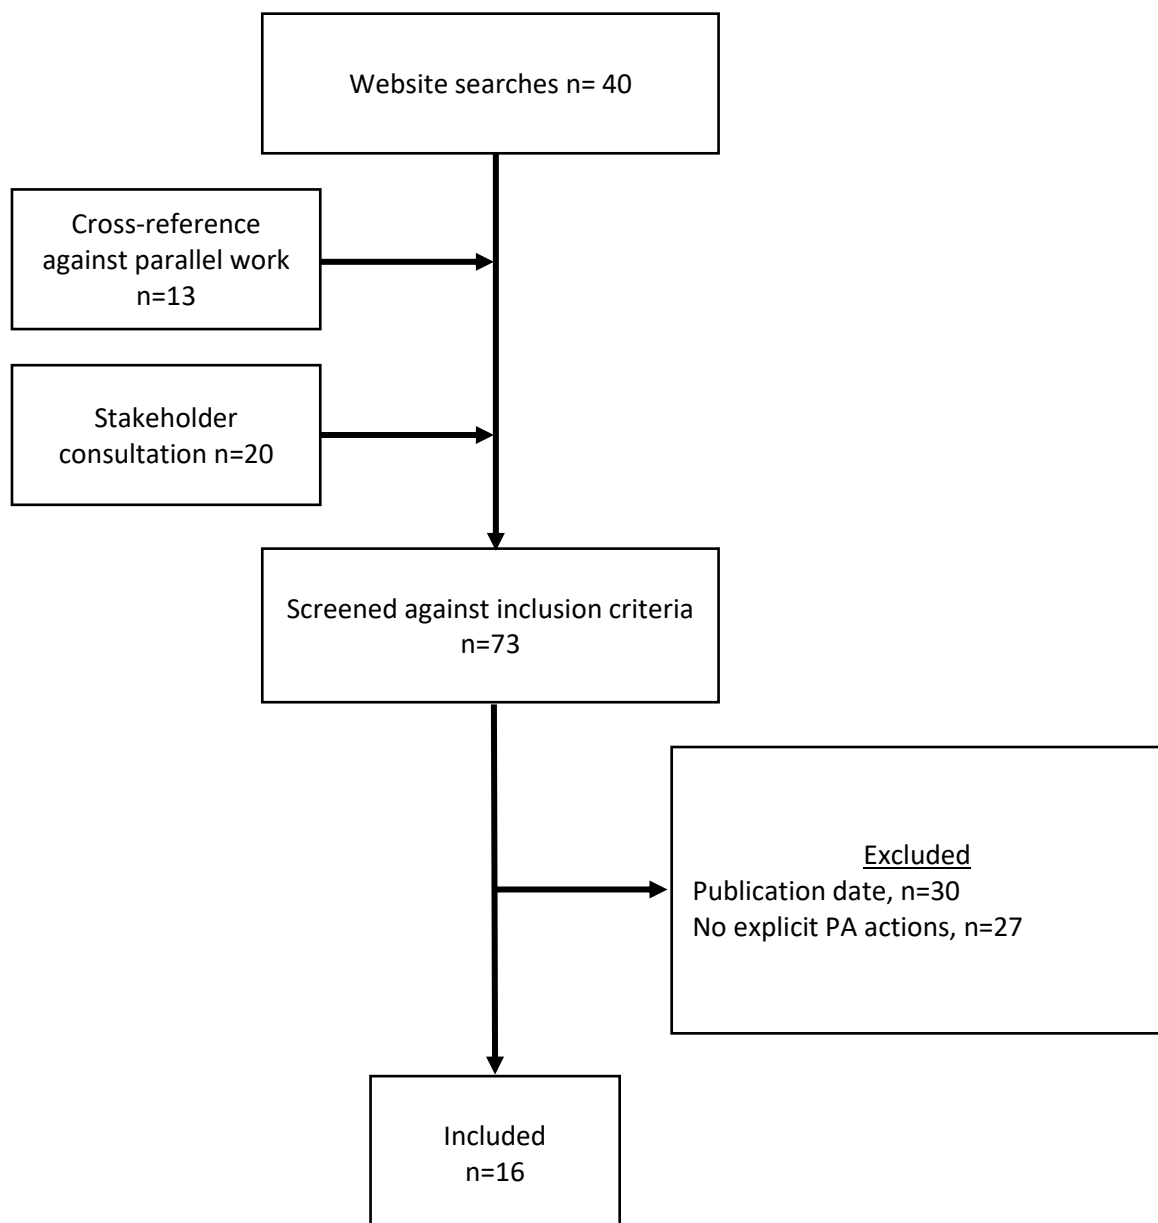 Website searches n= 40
Cross-reference
against parallel work
n=13
Stakeholder
consultation n=20
Screened against inclusion criteria
n=73
Excluded
Publication date, n=30
No explicit PA actions, n=27
Included
n=16